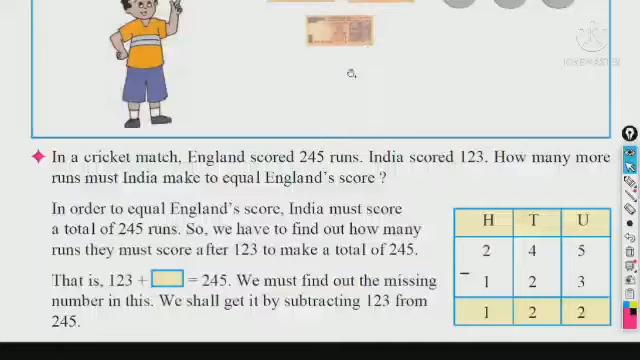 In a cricket match, England scored 245 runs. India scored 123. How many more
runs must India make to equal England's score ?
In order to equal England's score, India must score
a total of 245 runs. So, we have to find out how many
runs they must score after 123 to make a total of 245.
That is, 123 + = 245. We must find out the missing
number in this. We shall get it by subtracting 123 from
245.
H T U
2 4 5
− 1 2 3
1 2 2